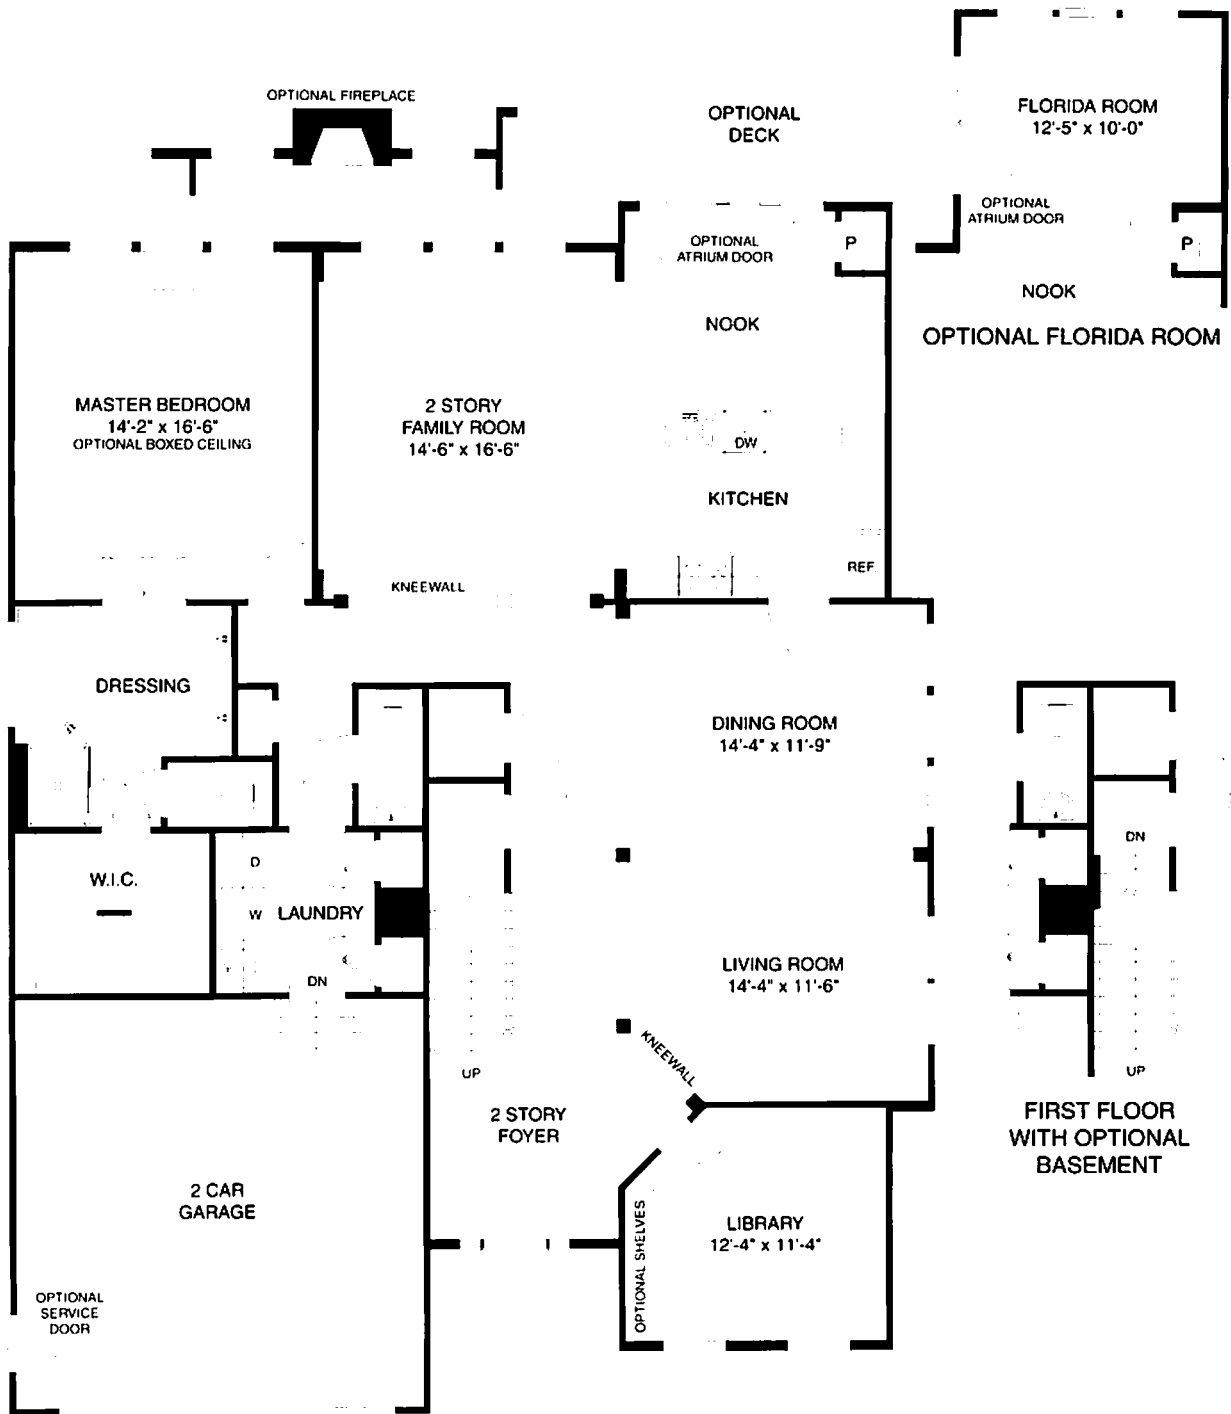 OPTIONAL FIREPLACE
OPTIONAL
DECK
FLORIDA ROOM
12'-5" x 10'-0"
OPTIONAL
ATRIUM DOOR
P
NOOK
OPTIONAL FLORIDA ROOM
OPTIONAL
ATRIUM DOOR
P
NOOK
MASTER BEDROOM
14'-2" x 16'-6"
OPTIONAL BOXED CEILING
2 STORY
FAMILY ROOM
14'-6" x 16'-6"
DW
KITCHEN
REF.
KNEEWALL
DRESSING
DINING ROOM
14'-4" x 11'-9"
W.I.C.
D
W
LAUNDRY
DN
LIVING ROOM
14'-4" x 11'-6"
KNEEWALL
UP
2 STORY
FOYER
DN
UP
FIRST FLOOR
WITH OPTIONAL
BASEMENT
2 CAR
GARAGE
LIBRARY
12'-4" x 11'-4"
OPTIONAL SHELVES
OPTIONAL
SERVICE
DOOR